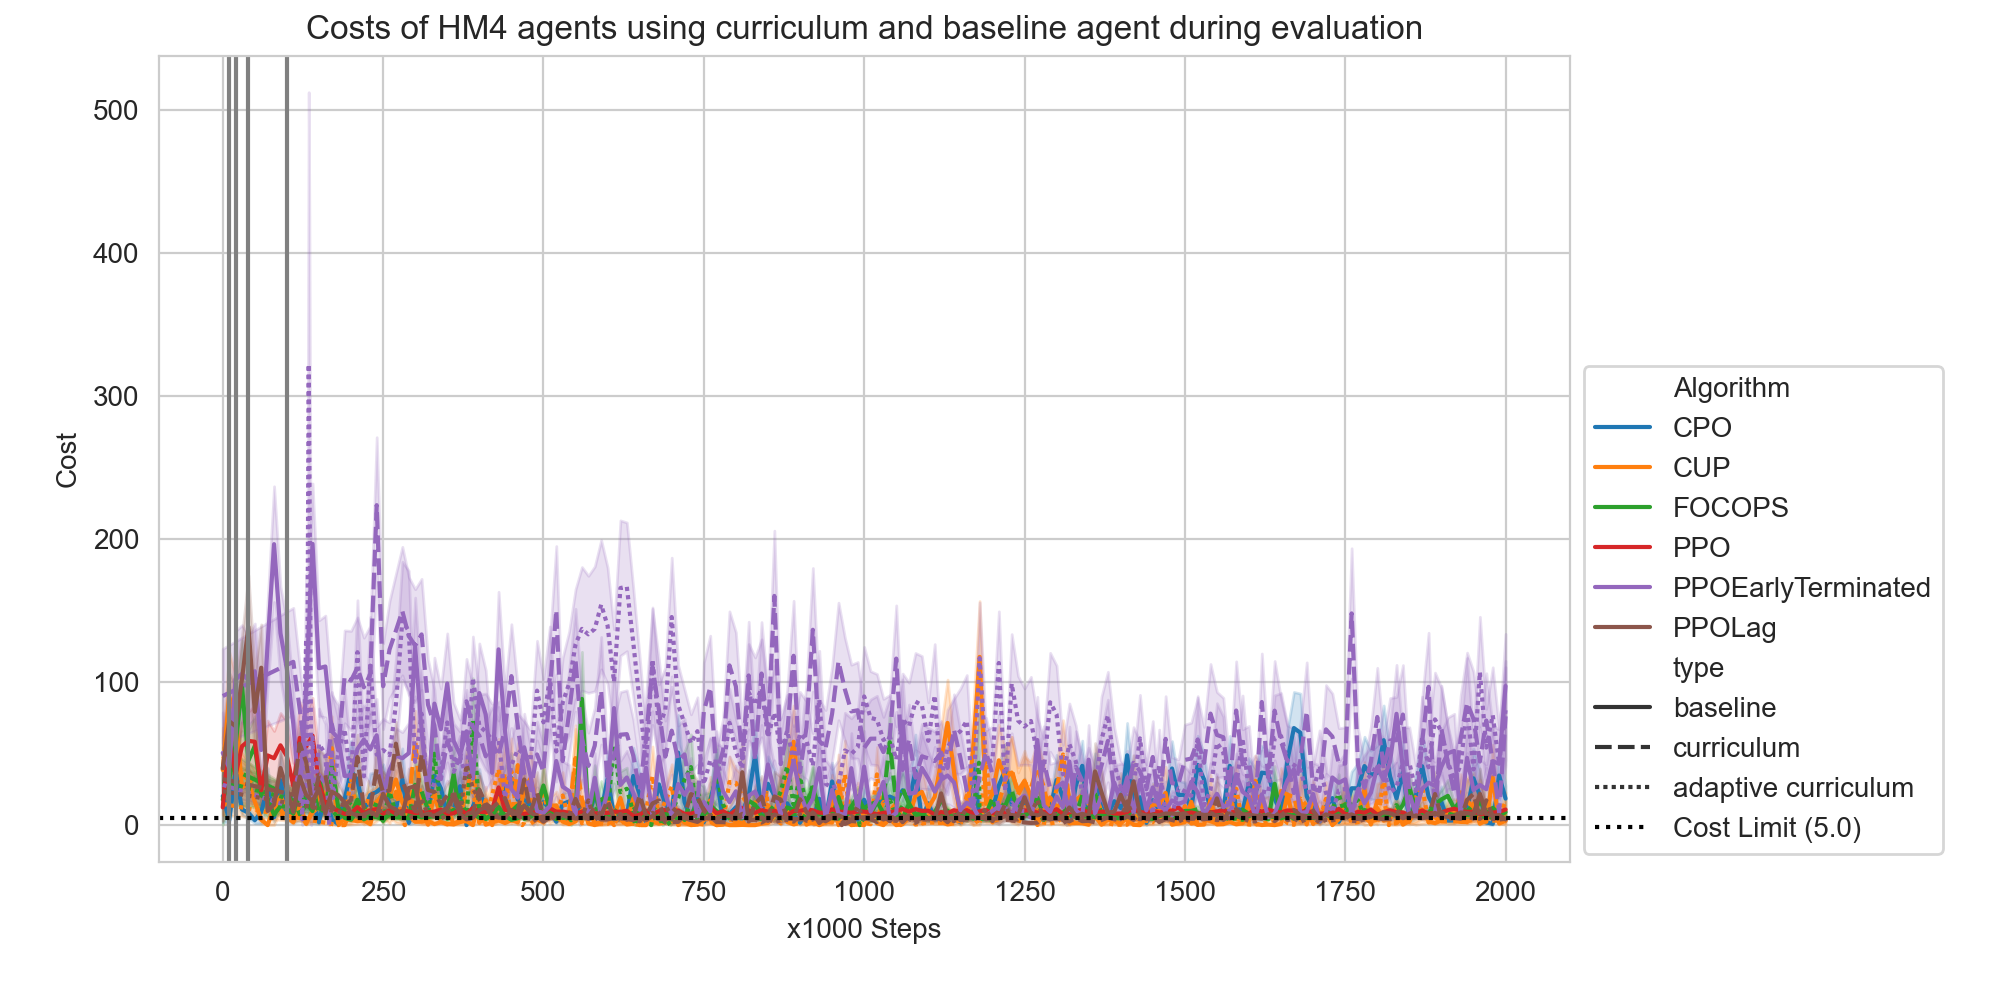 Costs of HM4 agents using curriculum and baseline agent during evaluation
500
400
300
200
100
0
Cost
0 250 500 750 1000 1250 1500 1750 2000
x1000 Steps
Algorithm
CPO
CUP
FOCOPS
PPO
PPOEarlyTerminated
PPOLag
type
baseline
curriculum
adaptive curriculum
Cost Limit (5.0)